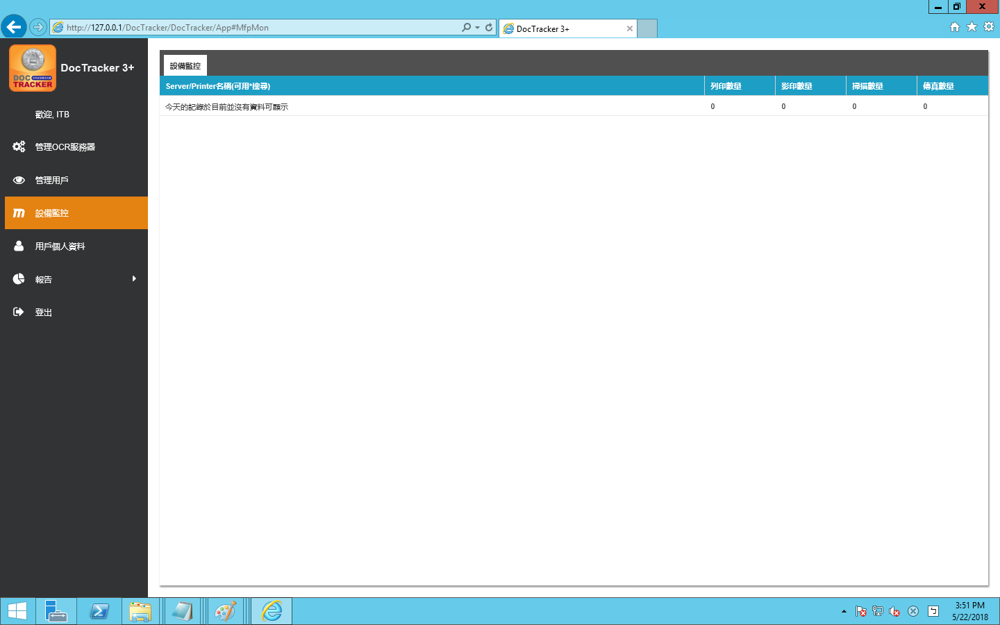 http://127.0.0.1/DocTracker/DocTracker/App#MfpMon
DocTracker 3+
DOC
TRACKER
DocTracker 3+
歡迎, ITB
管理OCR服務器
管理用戶
設備監控
用戶個人資料
報告
登出
設備監控
Server/Printer名稱(可用*搜尋) 列印數量 影印數量 掃描數量 傳真數量
今天的記錄於目前並沒有資料可顯示 0 0 0 0
3:51 PM
5/22/2018